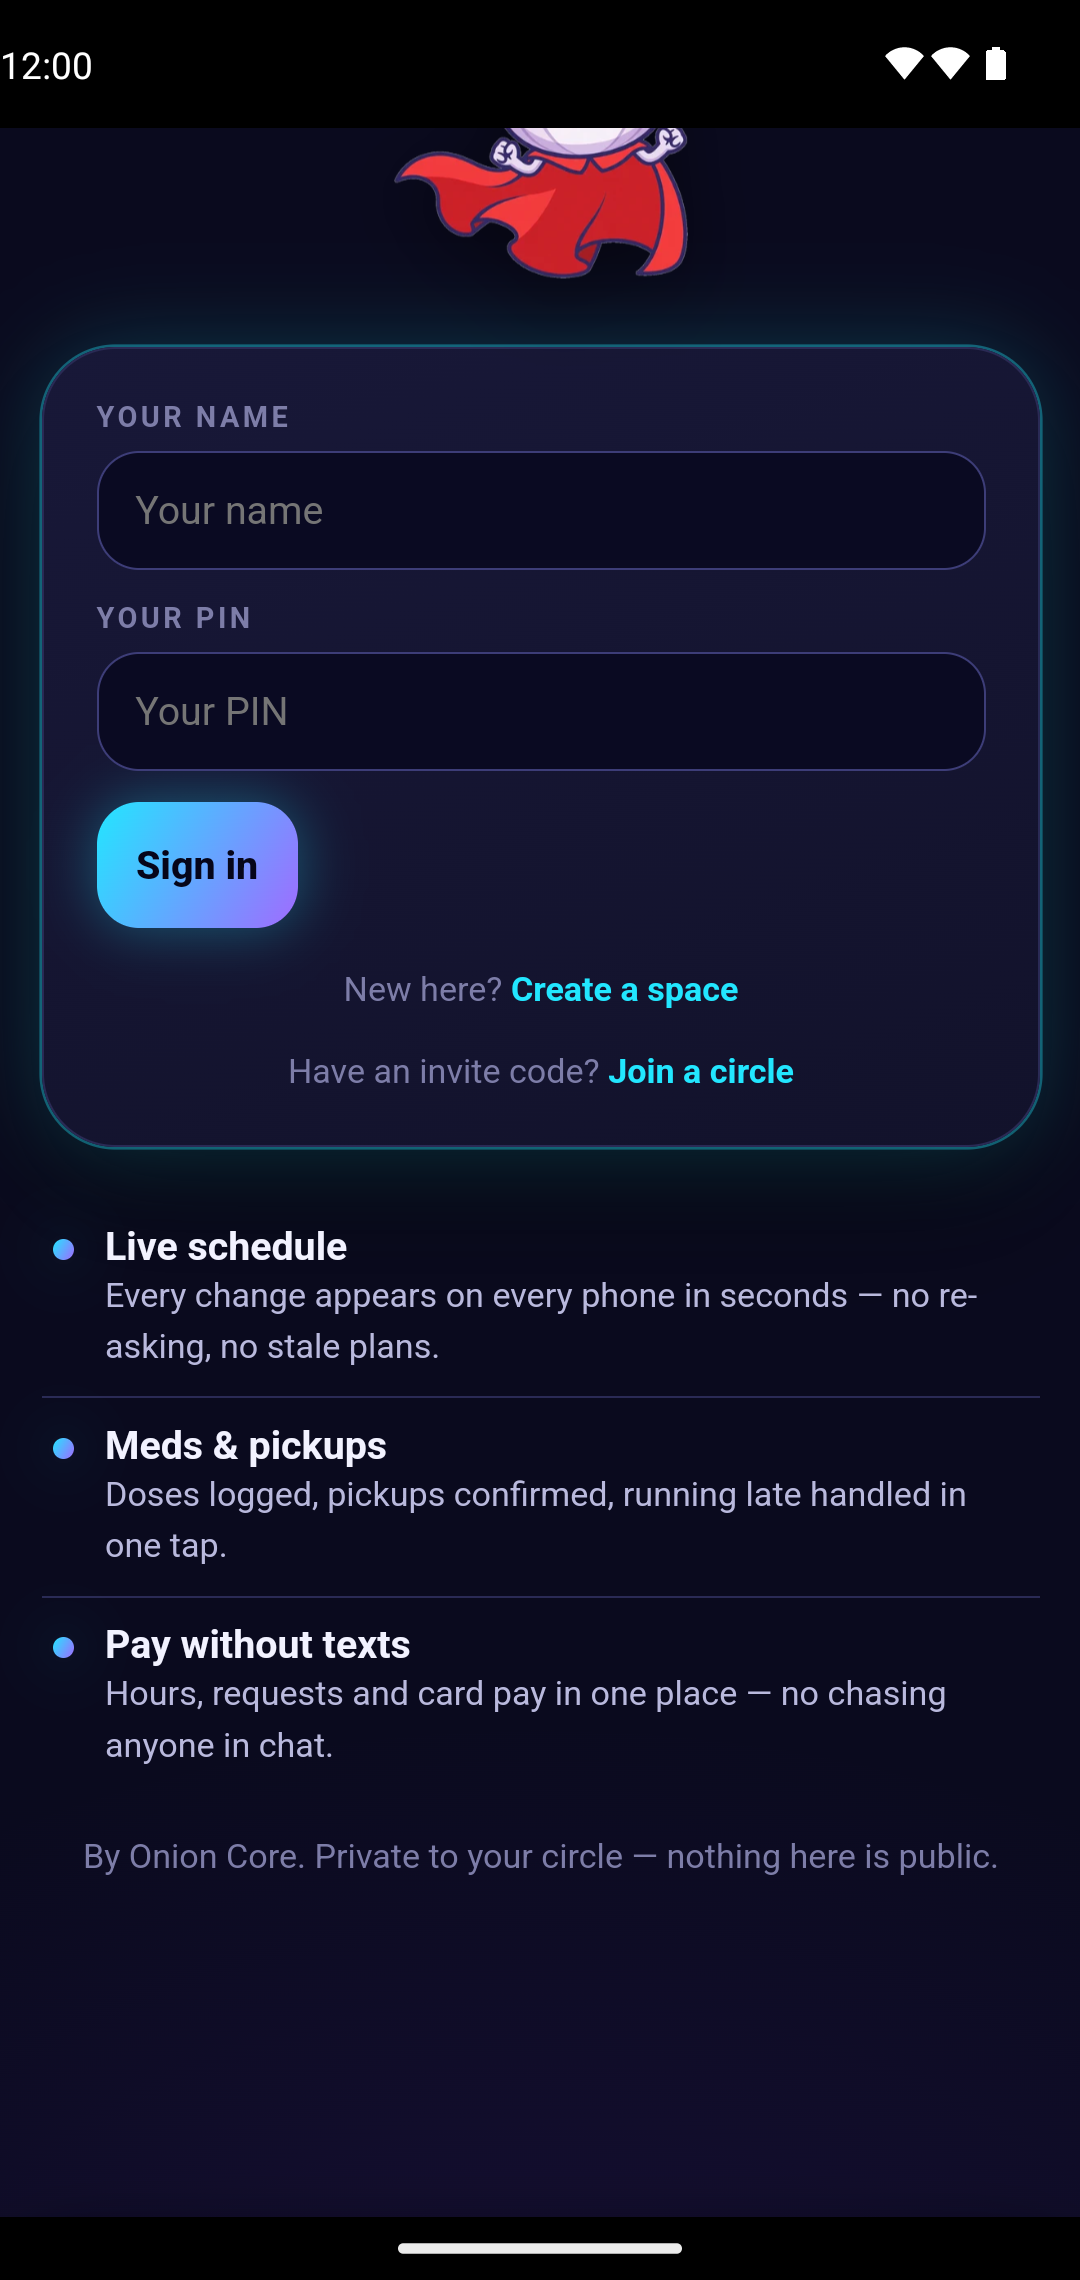 12:00
YOUR NAME
Your name
YOUR PIN
Your PIN
Sign in
New here? Create a space
Have an invite code? Join a circle
Live schedule
Every change appears on every phone in seconds — no re-
asking, no stale plans.
Meds & pickups
Doses logged, pickups confirmed, running late handled in
one tap.
Pay without texts
Hours, requests and card pay in one place — no chasing
anyone in chat.
By Onion Core. Private to your circle — nothing here is public.